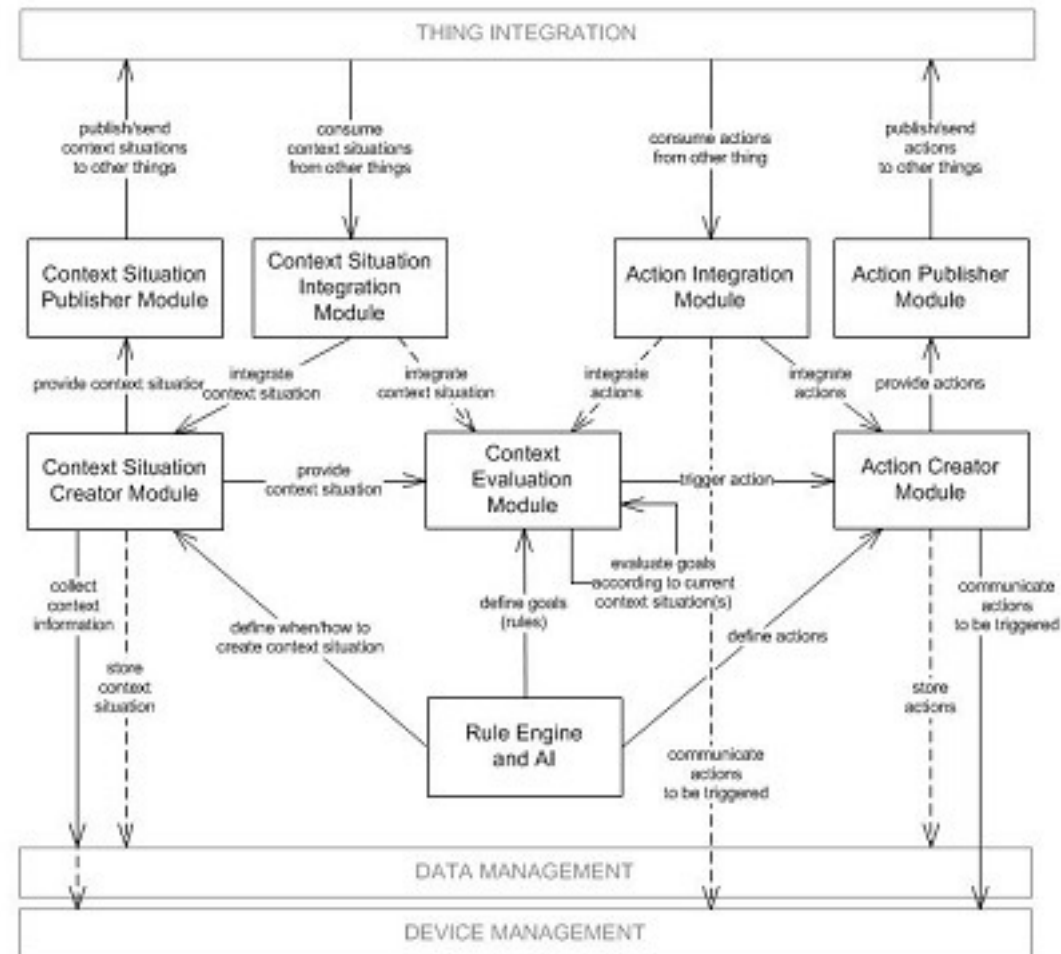 THING INTEGRATION
publish/send
context situations
to other things
consume
context situations
from other things
consume actions
from other thing
publish/send
actions
to other things
Context Situation
Publisher Module
Context Situation
Integration
Module
Action Integration
Module
Action Publisher
Module
provide context situation
integrate
context situation
integrate
context situation
integrate
actions
integrate
actions
provide actions
Context Situation
Creator Module
provide
context situation
Context
Evaluation
Module
trigger action
Action Creator
Module
collect
context
information
define when/how to
create context situation
define goals
(rules)
evaluate goals
according to current
context situation(s)
define actions
communicate
actions
to be triggered
store
context
situation
store
actions
Rule Engine
and AI
communicate
actions
to be triggered
DATA MANAGEMENT
DEVICE MANAGEMENT